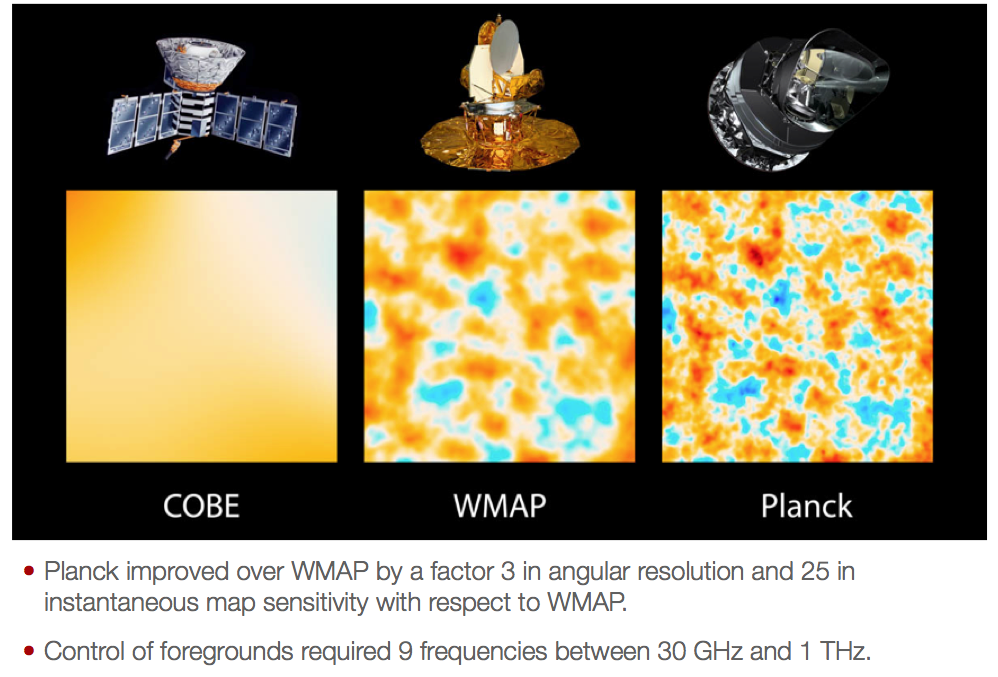 COBE
WMAP
Planck
• Planck improved over WMAP by a factor 3 in angular resolution and 25 in
instantaneous map sensitivity with respect to WMAP.
• Control of foregrounds required 9 frequencies between 30 GHz and 1 THz.